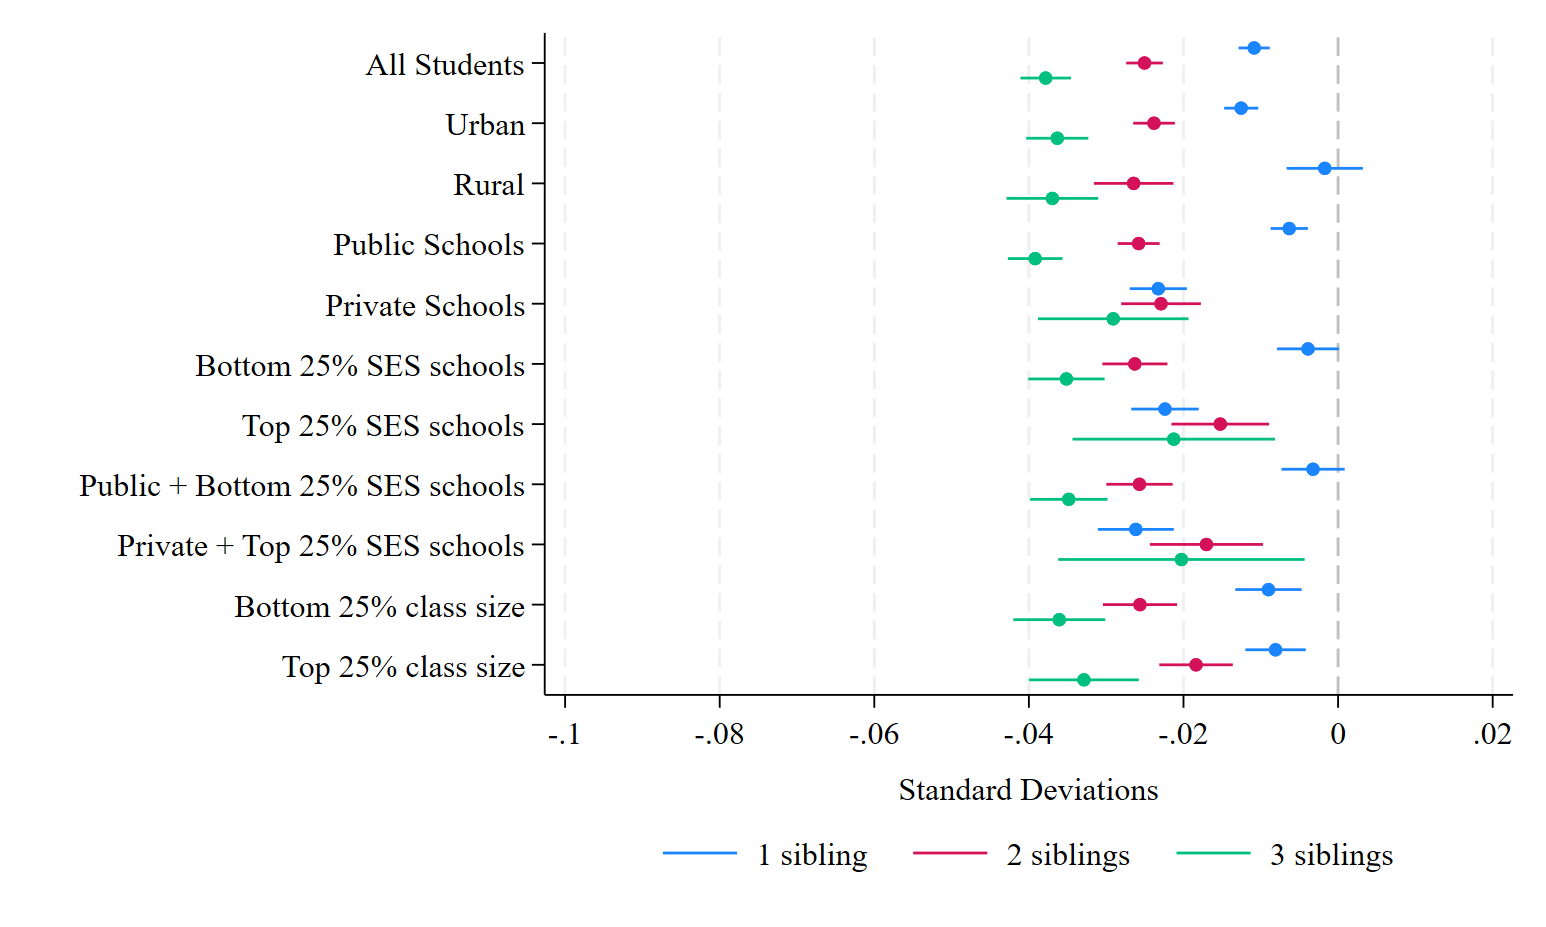 All Students
Urban
Rural
Public Schools
Private Schools
Bottom 25% SES schools
Top 25% SES schools
Public + Bottom 25% SES schools
Private + Top 25% SES schools
Bottom 25% class size
Top 25% class size
-.1 -.08 -.06 -.04 -.02 0 .02
Standard Deviations
1 sibling 2 siblings 3 siblings